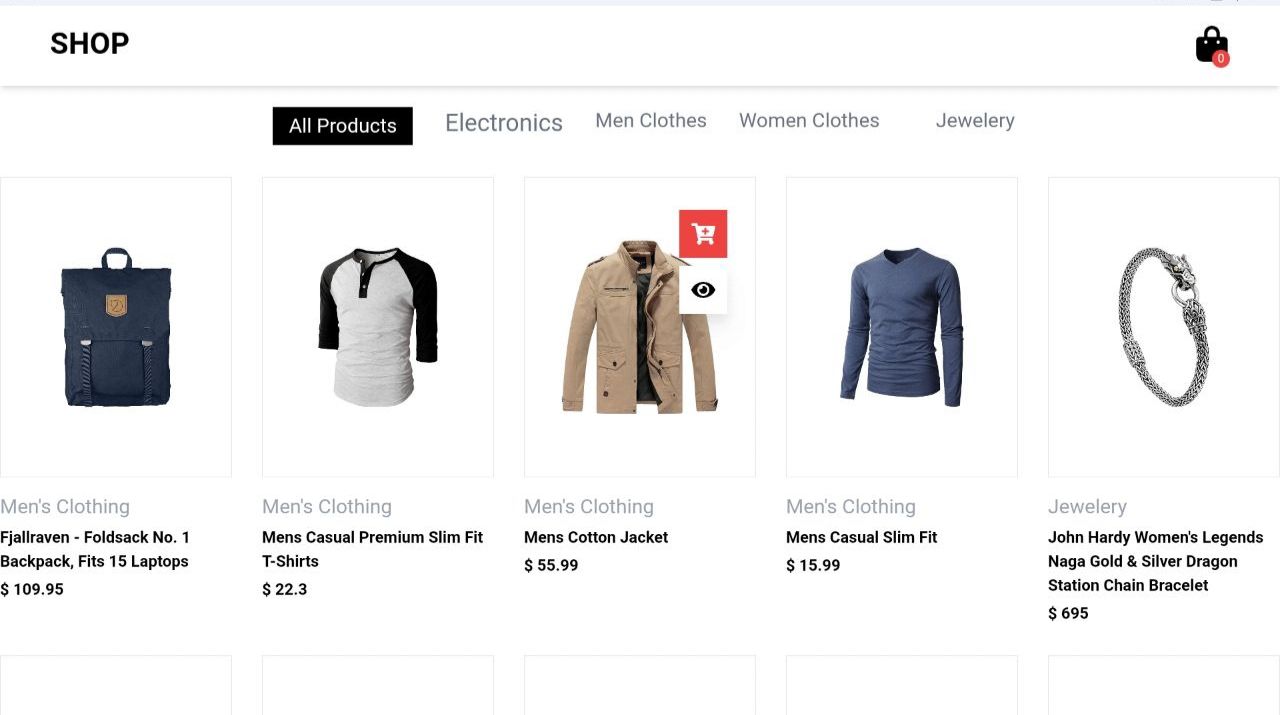 SHOP
0
All Products
Electronics
Men Clothes
Women Clothes
Jewelery
Men's Clothing
Fjallraven - Foldsack No. 1
Backpack, Fits 15 Laptops
$ 109.95
Men's Clothing
Mens Casual Premium Slim Fit
T-Shirts
$ 22.3
Men's Clothing
Mens Cotton Jacket
$ 55.99
Men's Clothing
Mens Casual Slim Fit
$ 15.99
Jewelery
John Hardy Women's Legends
Naga Gold & Silver Dragon
Station Chain Bracelet
$ 695